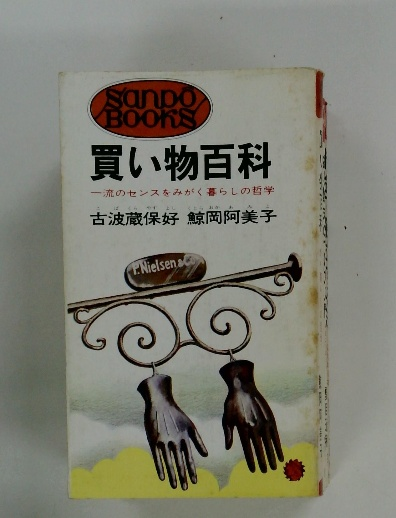 Sanpō
BOOKS
買い物百科
一流のセンスをみがく暮らしの哲学
古波蔵保好 鯨岡阿美子
P.Nielsen &